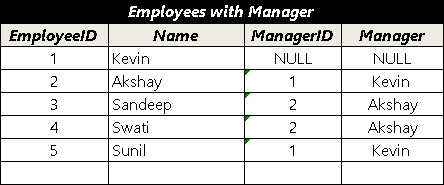 Employees with Manager
EmployeeID Name ManagerID Manager
1 Kevin NULL NULL
2 Akshay 1 Kevin
3 Sandeep 2 Akshay
4 Swati 2 Akshay
5 Sunil 1 Kevin